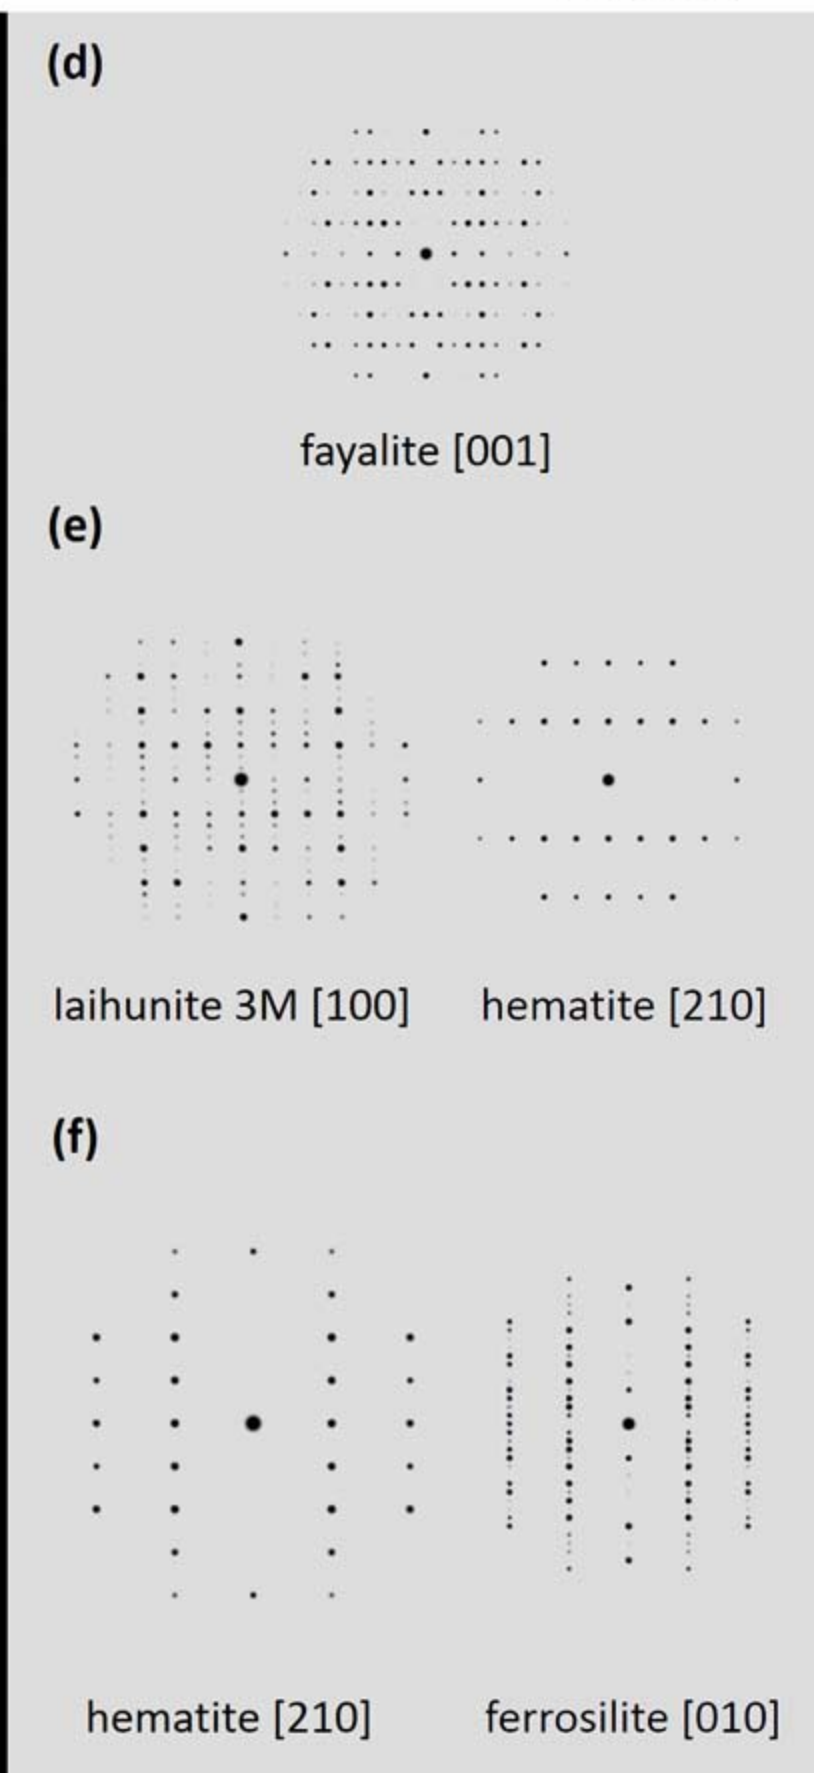 (d)
fayalite [001]
(e)
laihunite 3M [100] hematite [210]
(f)
hematite [210] ferrosilite [010]